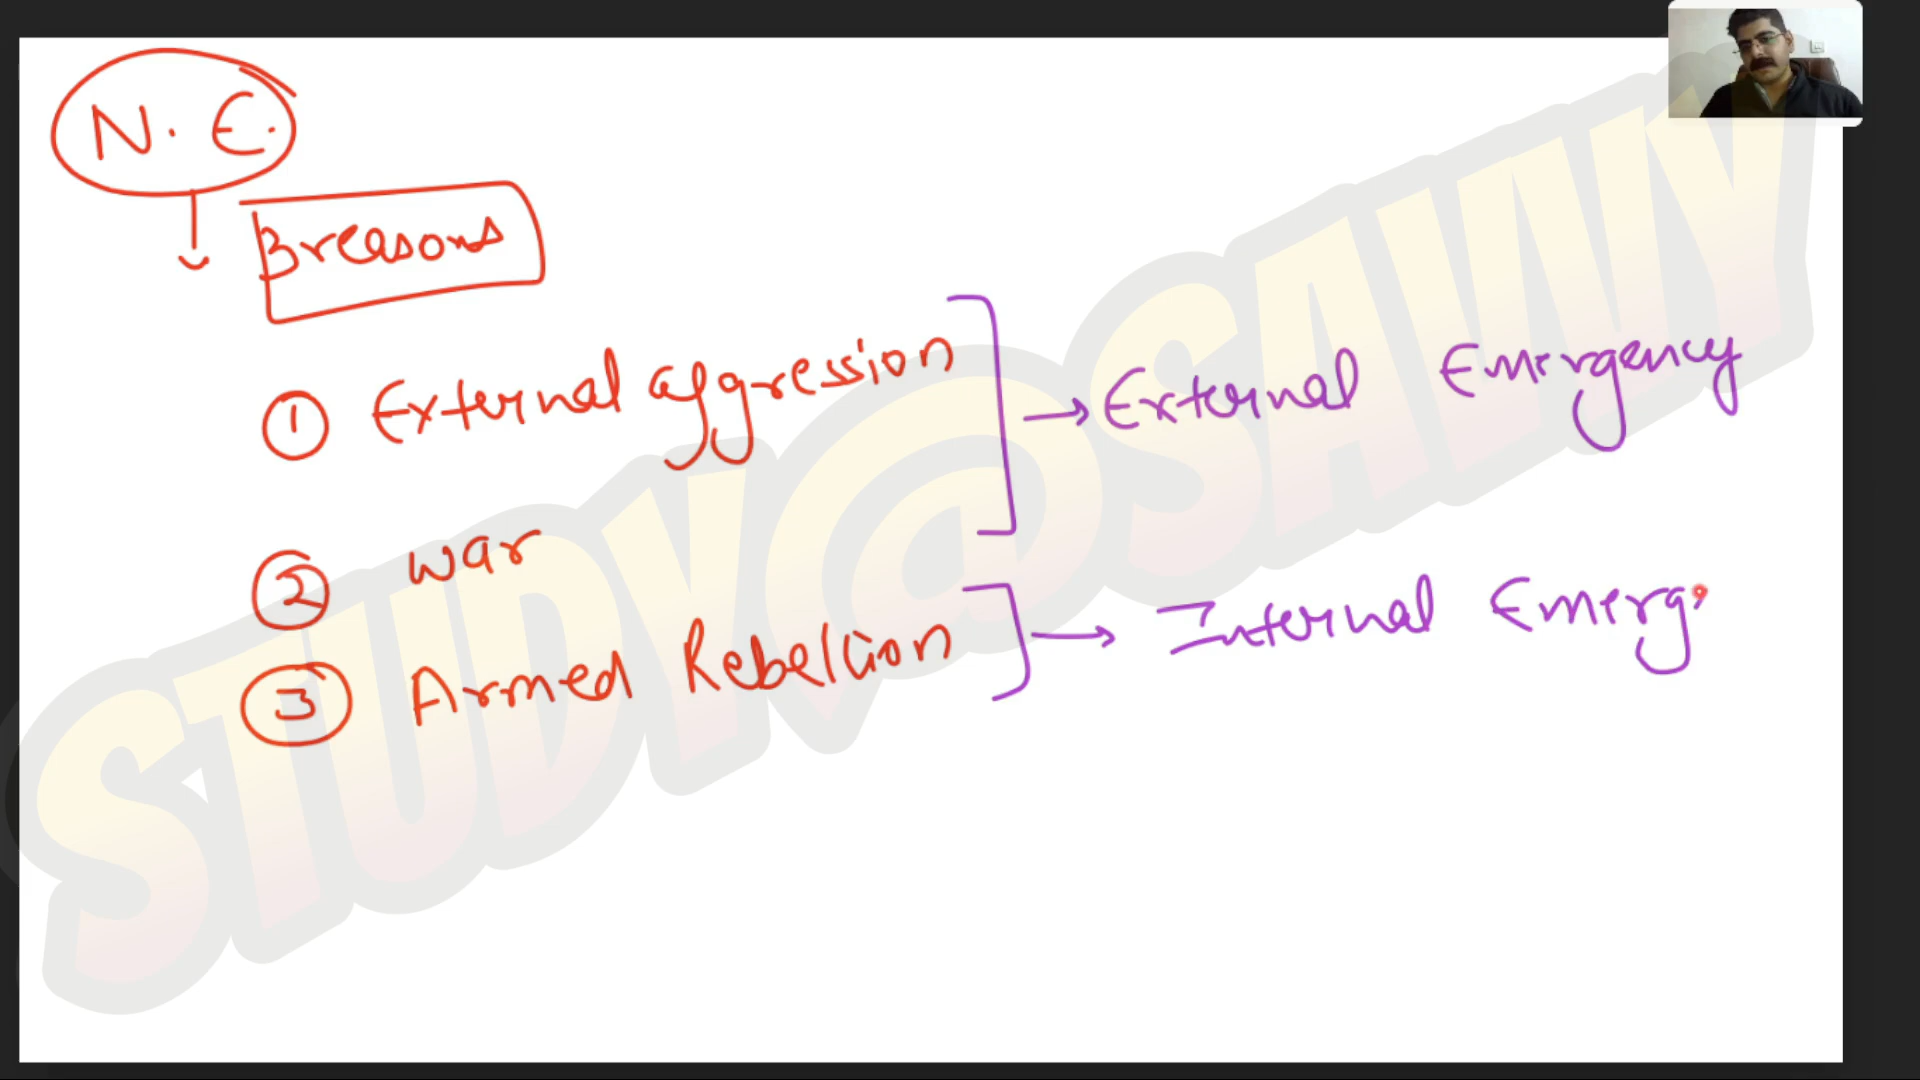 N. E.
3 reasons
① External aggression → External Emergency
② war
③ Armed Rebellion → Internal Emerg
STUDY@SAVVY